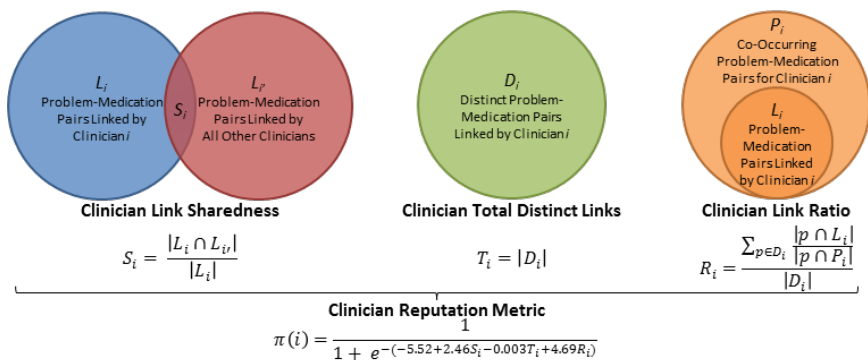 L_i
Problem-Medication
Pairs Linked by
Clinician i
S_i
L_i'
Problem-Medication
Pairs Linked by
All Other Clinicians
Clinician Link Sharedness
S_i = |L_i ∩ L_i'| / |L_i|
D_i
Distinct Problem-
Medication Pairs
Linked by Clinician i
Clinician Total Distinct Links
T_i = |D_i|
P_i
Co-Occurring
Problem-Medication
Pairs for Clinician i
L_i
Problem-
Medication
Pairs Linked
by Clinician i
Clinician Link Ratio
R_i = (∑_{p∈D_i} |p ∩ L_i| / |p ∩ P_i|) / |D_i|
Clinician Reputation Metric
π(i) = 1 / (1 + e^{-(-5.52+2.46S_i-0.003T_i+4.69R_i)})